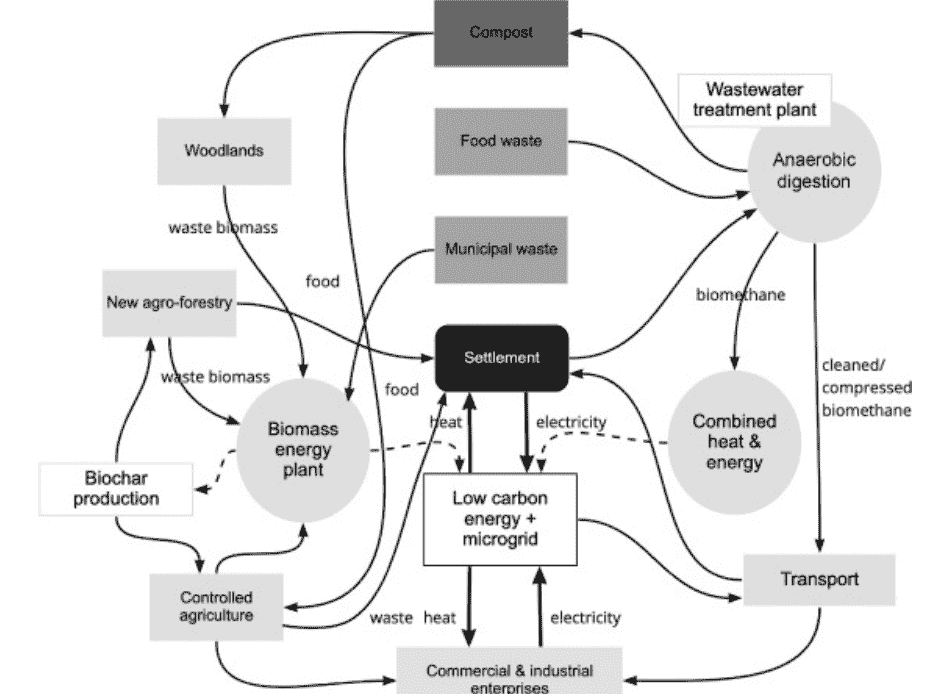 Compost
Wastewater
treatment plant
Food waste
Woodlands
Anaerobic
digestion
waste biomass
Municipal waste
food
New agro-forestry
biomethane
Settlement
waste biomass
food
cleaned/
compressed
biomethane
heat
electricity
Biomass
energy
plant
Combined
heat &
energy
Biochar
production
Low carbon
energy +
microgrid
Transport
Controlled
agriculture
waste heat
electricity
Commercial & industrial
enterprises